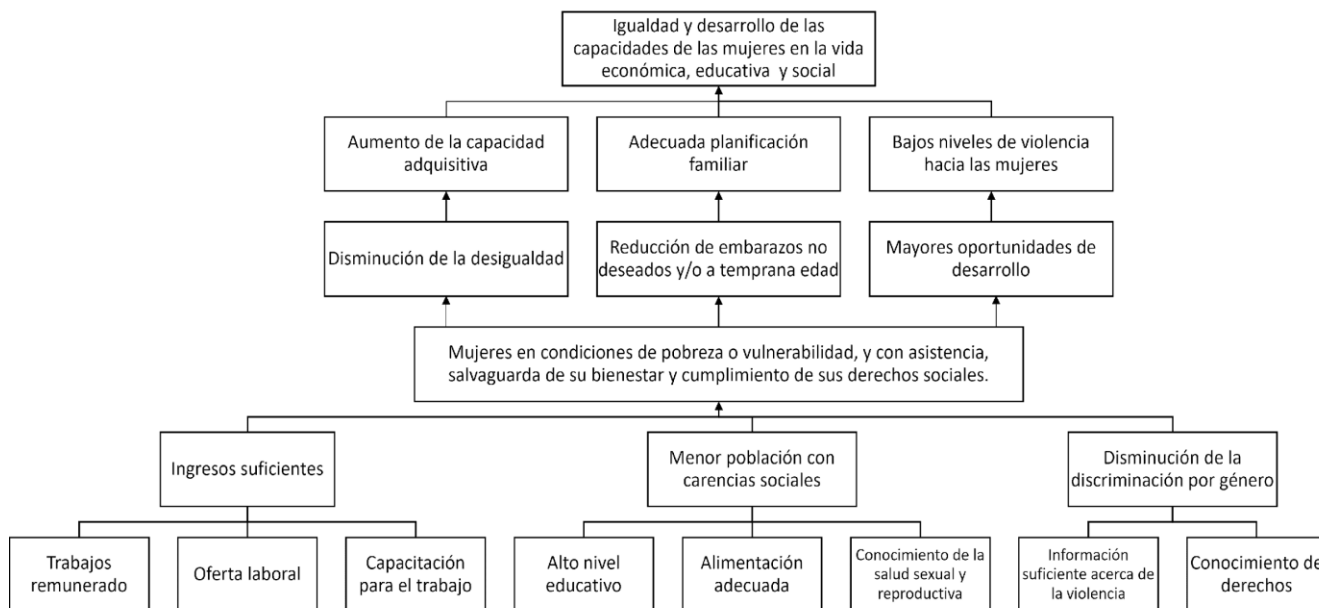 Igualdad y desarrollo de las
capacidades de las mujeres en la vida
económica, educativa y social
Aumento de la capacidad
adquisitiva
Adecuada planificación
familiar
Bajos niveles de violencia
hacia las mujeres
Disminución de la desigualdad
Reducción de embarazos no
deseados y/o a temprana edad
Mayores oportunidades de
desarrollo
Mujeres en condiciones de pobreza o vulnerabilidad, y con asistencia,
salvaguarda de su bienestar y cumplimiento de sus derechos sociales.
Ingresos suficientes
Menor población con
carencias sociales
Disminución de la
discriminación por género
Trabajos
remunerado
Oferta laboral
Capacitación
para el trabajo
Alto nivel
educativo
Alimentación
adecuada
Conocimiento de la
salud sexual y
reproductiva
Información
suficiente acerca de
la violencia
Conocimiento de
derechos